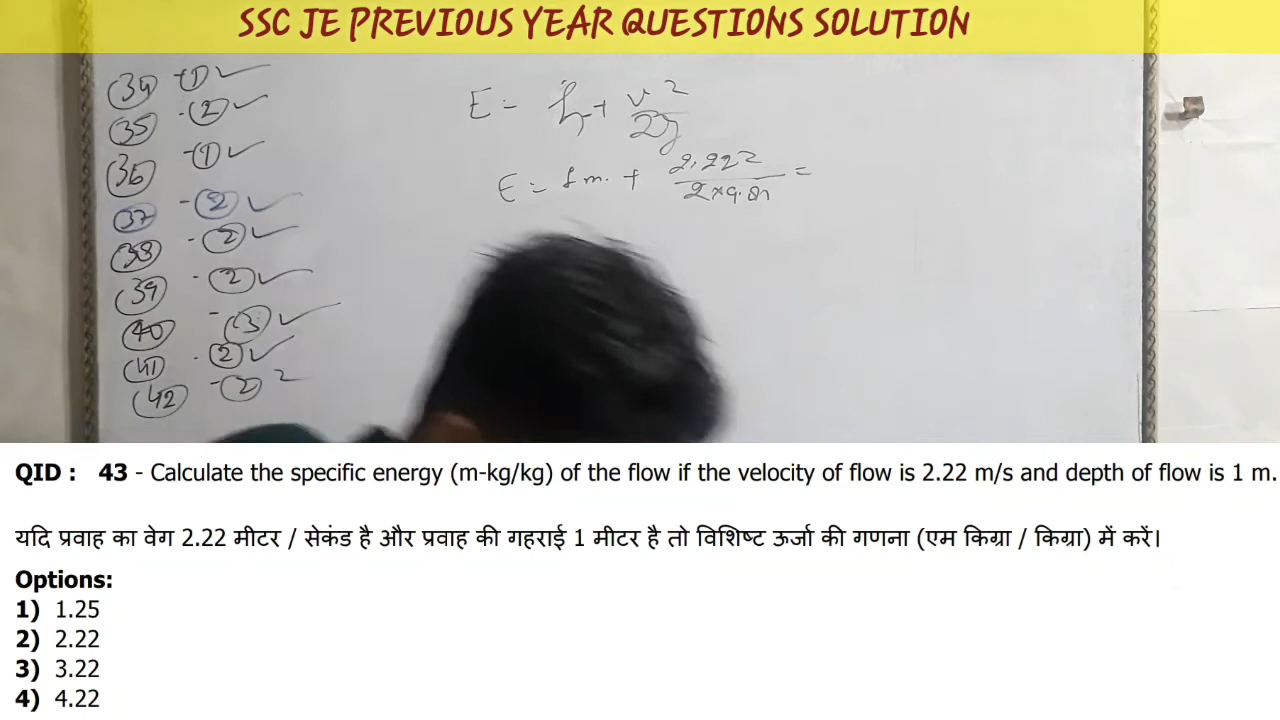 SSC JE PREVIOUS YEAR QUESTIONS SOLUTION
34 - 1 ✓
35 - 2 ✓
36 - 1 ✓
37 - 2 ✓
38 - 2 ✓
39 - 2 ✓
40 - 3 ✓
41 - 2 ✓
42 - 2
E = h + v²/2g
E = 1 m. + 2.22²/2×9.81 =
QID : 43 - Calculate the specific energy (m-kg/kg) of the flow if the velocity of flow is 2.22 m/s and depth of flow is 1 m.
यदि प्रवाह का वेग 2.22 मीटर / सेकंड है और प्रवाह की गहराई 1 मीटर है तो विशिष्ट ऊर्जा की गणना (एम किग्रा / किग्रा) में करें।
Options:
1) 1.25
2) 2.22
3) 3.22
4) 4.22